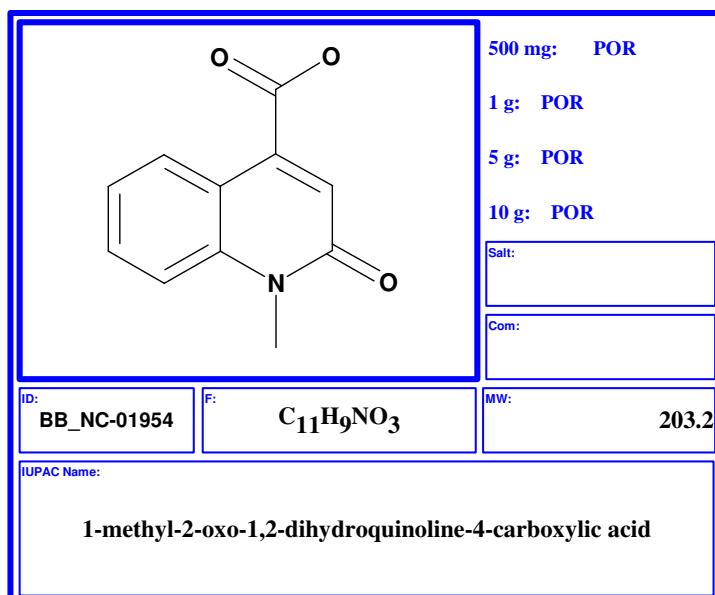 O
O
N
O
500 mg: POR
1 g: POR
5 g: POR
10 g: POR
Salt:
Com:
ID:
BB_NC-01954
F:
C11H9NO3
MW:
203.2
IUPAC Name:
1-methyl-2-oxo-1,2-dihydroquinoline-4-carboxylic acid